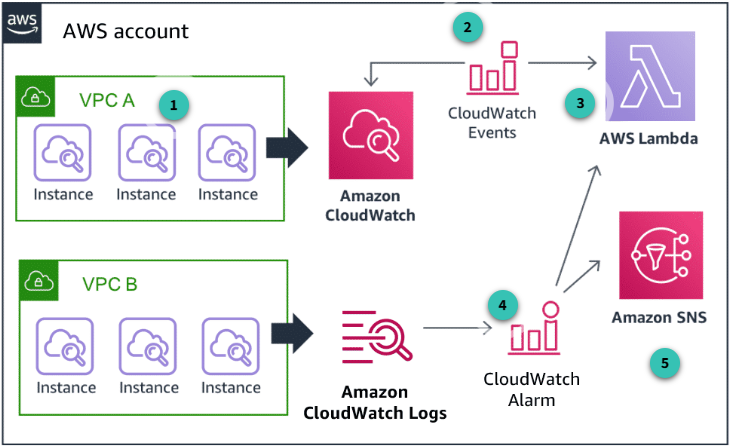 aws
AWS account
2
VPC A
1
3
CloudWatch
Events
AWS Lambda
Instance
Instance
Instance
Amazon
CloudWatch
VPC B
4
Amazon SNS
Instance
Instance
Instance
Amazon
CloudWatch Logs
CloudWatch
Alarm
5